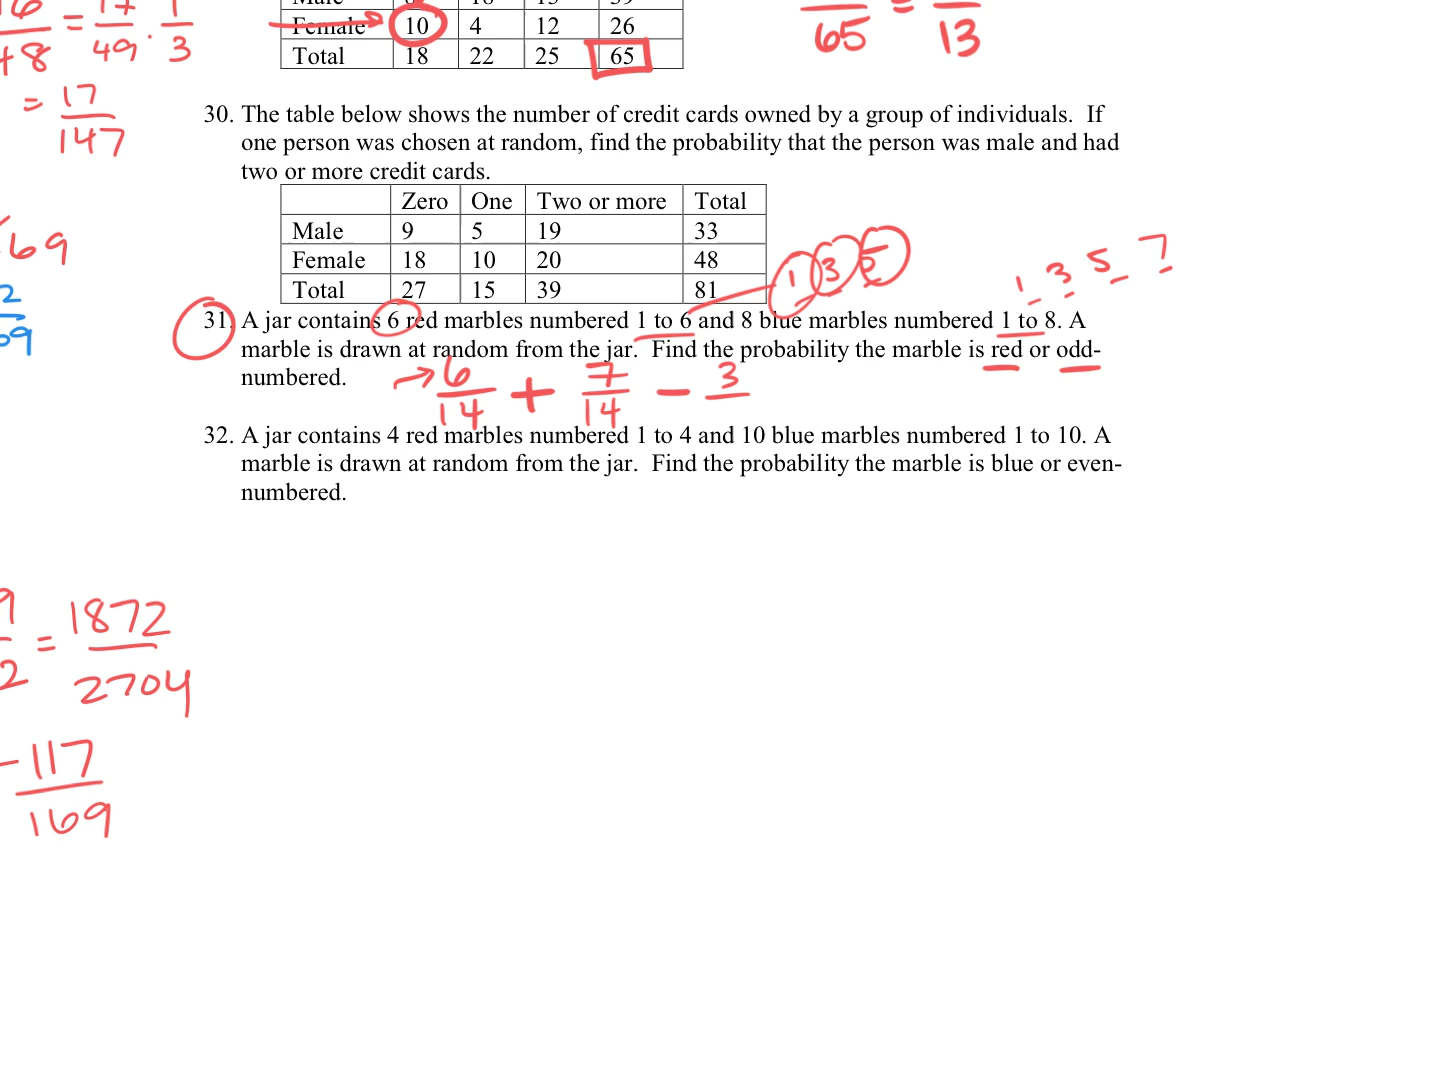 Female 10 4 12 26
Total 18 22 25 65
65 = 13
+8 = 49 · 1/3
= 17/147
30. The table below shows the number of credit cards owned by a group of individuals.  If
one person was chosen at random, find the probability that the person was male and had
two or more credit cards.
Zero One Two or more Total
Male 9 5 19 33
Female 18 10 20 48
Total 27 15 39 81
69
1 3 5
1 3 5 7
2
69
31. A jar contains 6 red marbles numbered 1 to 6 and 8 blue marbles numbered 1 to 8. A
marble is drawn at random from the jar.  Find the probability the marble is red or odd-
numbered.
6/14 + 7/14 - 3
32. A jar contains 4 red marbles numbered 1 to 4 and 10 blue marbles numbered 1 to 10. A
marble is drawn at random from the jar.  Find the probability the marble is blue or even-
numbered.
9/2 = 1872/2704
-117/169